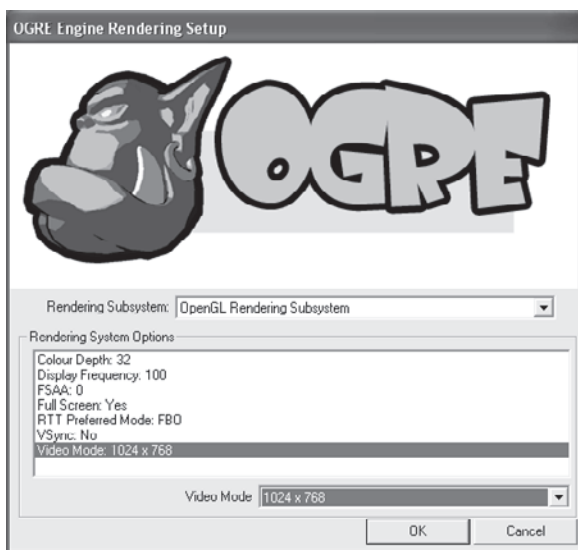 OGRE Engine Rendering Setup
OGRE
Rendering Subsystem: OpenGL Rendering Subsystem
Rendering System Options
Colour Depth: 32
Display Frequency: 100
FSAA: 0
Full Screen: Yes
RTT Preferred Mode: FBO
VSync: No
Video Mode: 1024 x 768
Video Mode 1024 x 768
OK Cancel